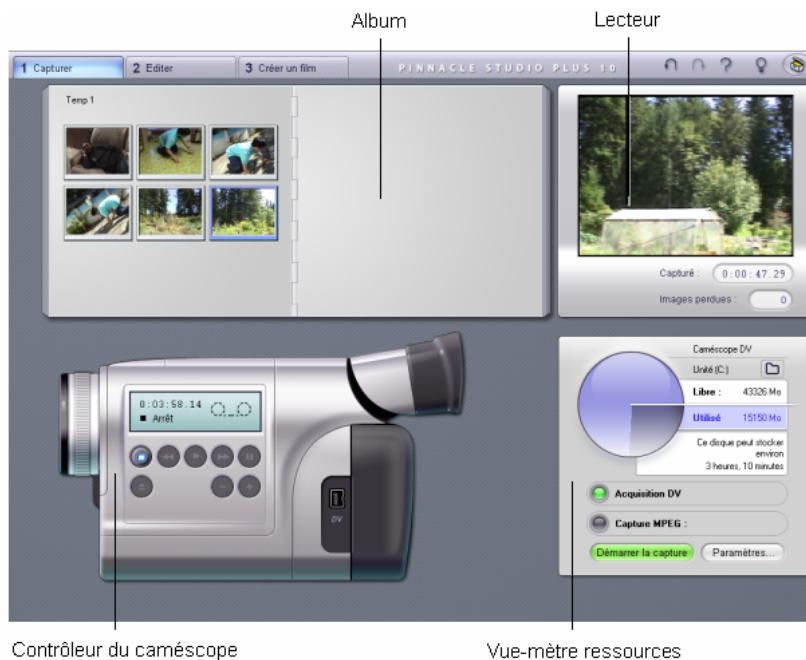 Album
Lecteur
1 Capturer
2 Editer
3 Créer un film
PINNACLE STUDIO PLUS 10
?
Temp 1
Capturé : 0:00:47.29
Images perdues : 0
0:03:58.14
Arrêt
DV
Caméscope DV
Unité (C:)
Libre : 43326 Mo
Utilisé 15150 Mo
Ce disque peut stocker
environ
3 heures, 10 minutes
Acquisition DV
Capture MPEG :
Démarrer la capture
Paramètres...
Contrôleur du caméscope
Vue-mètre ressources